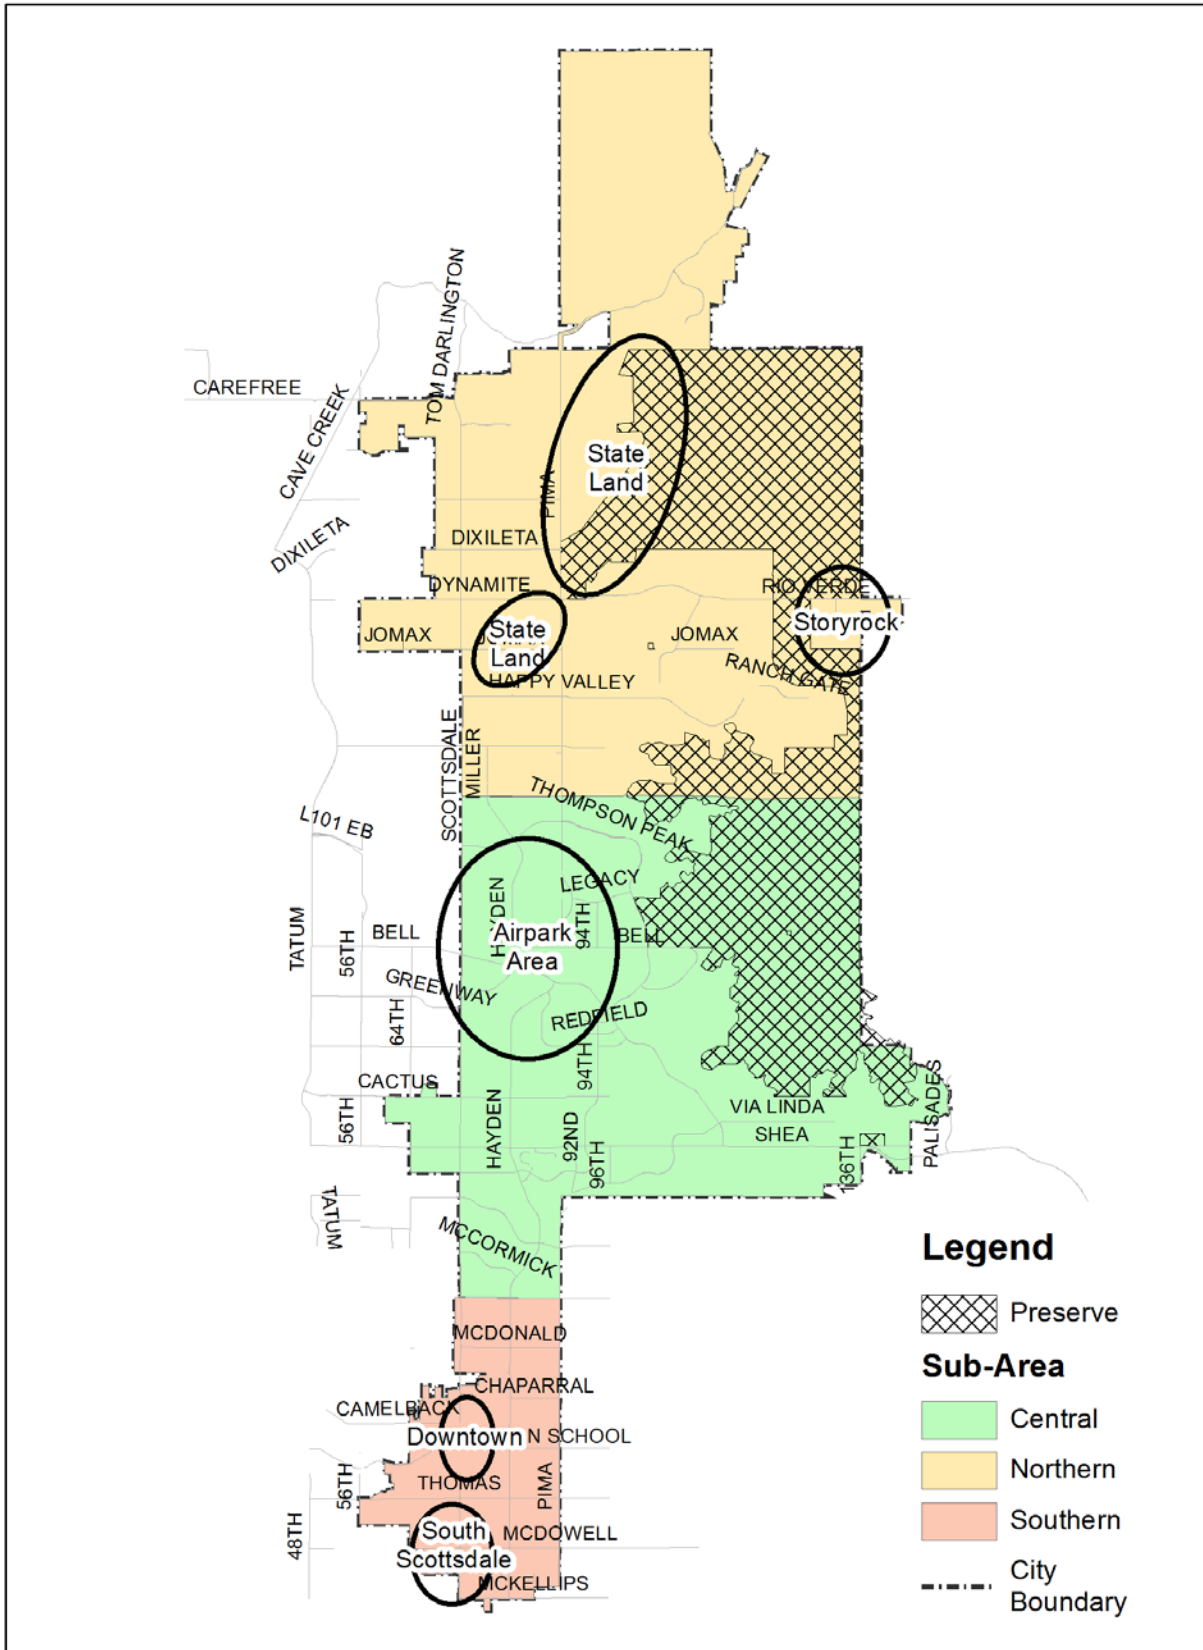 TOM DARLINGTON
CAREFREE
CAVE CREEK
State
Land
PIMA
DIXILETA
DIXILETA
DYNAMITE
RIO VERDE
Storyrock
JOMAX
State
Land
JOMAX
RANCH GATE
HAPPY VALLEY
SCOTTSDALE
MILLER
THOMPSON PEAK
L101 EB
LEGACY
HAYDEN
94TH
TATUM
56TH
BELL
Airpark
Area
BELL
GREENWAY
64TH
REDFIELD
94TH
CACTUS
56TH
HAYDEN
92ND
96TH
VIA LINDA
SHEA
136TH
PALISADES
TATUM
MCCORMICK
MCDONALD
CHAPARRAL
CAMELBACK
Downtown
N SCHOOL
56TH
THOMAS
PIMA
48TH
South
Scottsdale
MCDOWELL
MCKELLIPS
Legend
Preserve
Sub-Area
Central
Northern
Southern
City
Boundary